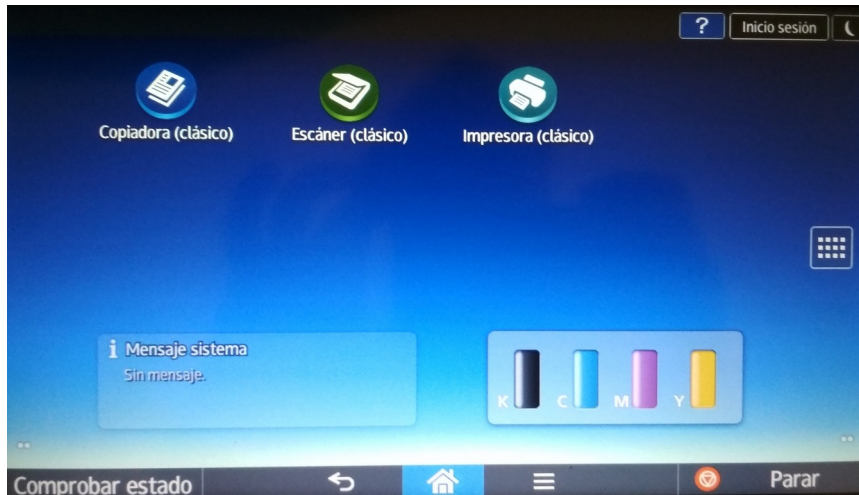 ?
Inicio sesión
Copiadora (clásico)
Escáner (clásico)
Impresora (clásico)
i Mensaje sistema
Sin mensaje.
K C M Y
Comprobar estado
Parar